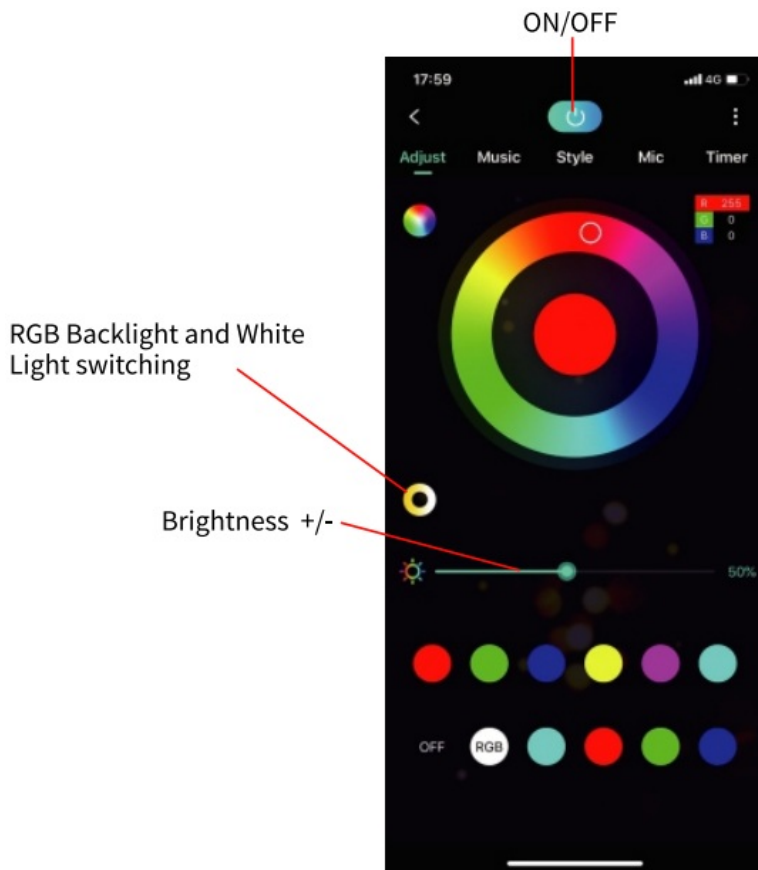 ON/OFF
17:59
4G
Adjust Music Style Mic Timer
R 255
G 0
B 0
RGB Backlight and White
Light switching
Brightness +/-
50%
OFF RGB